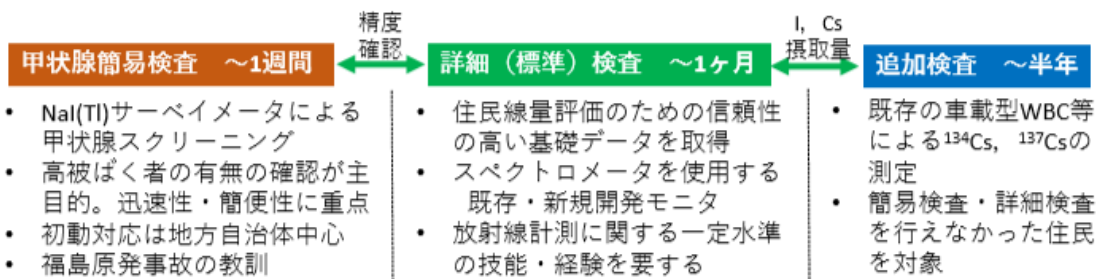 精度
確認
I, Cs
摂取量
甲状腺簡易検査 ～1週間
詳細（標準）検査 ～1ヶ月
追加検査 ～半年
• NaI(Tl)サーベイメータによる
甲状腺スクリーニング
• 高被ばく者の有無の確認が主
目的。迅速性・簡便性に重点
• 初動対応は地方自治体中心
• 福島原発事故の教訓
• 住民線量評価のための信頼性
の高い基礎データを取得
• スペクトロメータを使用する
既存・新規開発モニタ
• 放射線計測に関する一定水準
の技能・経験を要する
• 既存の車載型WBC等
による¹³⁴Cs, ¹³⁷Csの
測定
• 簡易検査・詳細検査
を行えなかった住民
を対象